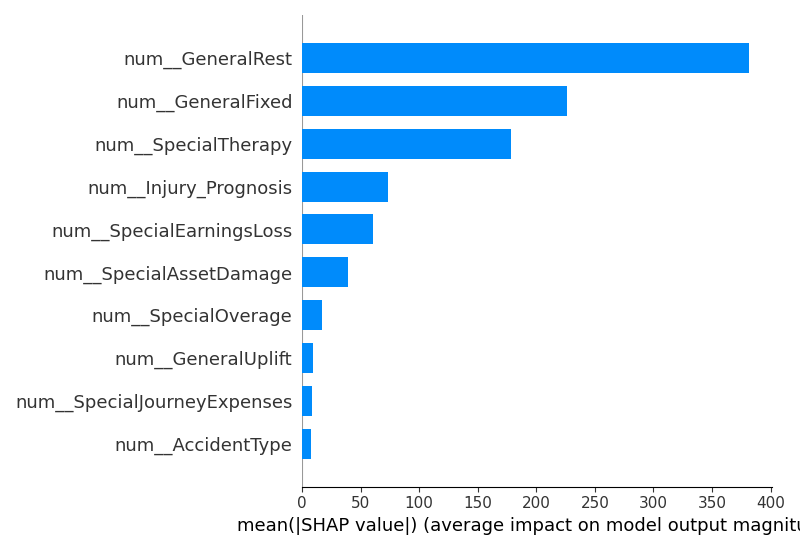 num__GeneralRest
num__GeneralFixed
num__SpecialTherapy
num__Injury_Prognosis
num__SpecialEarningsLoss
num__SpecialAssetDamage
num__SpecialOverage
num__GeneralUplift
num__SpecialJourneyExpenses
num__AccidentType
0 50 100 150 200 250 300 350 400
mean(|SHAP value|) (average impact on model output magnitu